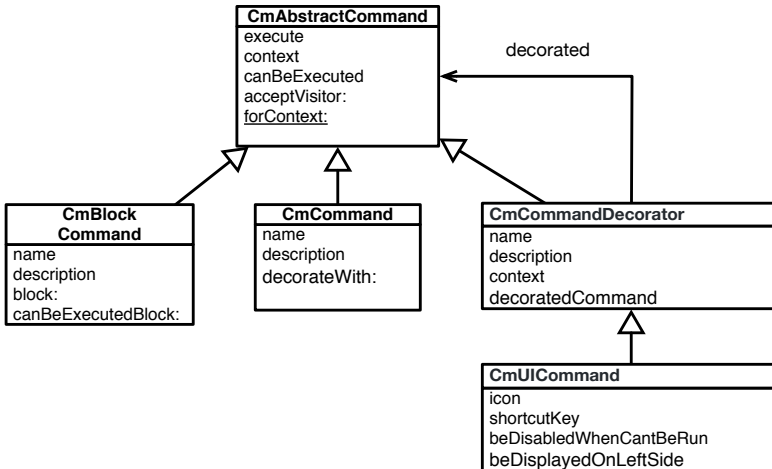 CmAbstractCommand
execute
context
canBeExecuted
acceptVisitor:
forContext:
decorated
CmBlock
Command
name
description
block:
canBeExecutedBlock:
CmCommand
name
description
decorateWith:
CmCommandDecorator
name
description
context
decoratedCommand
CmUICommand
icon
shortcutKey
beDisabledWhenCantBeRun
beDisplayedOnLeftSide